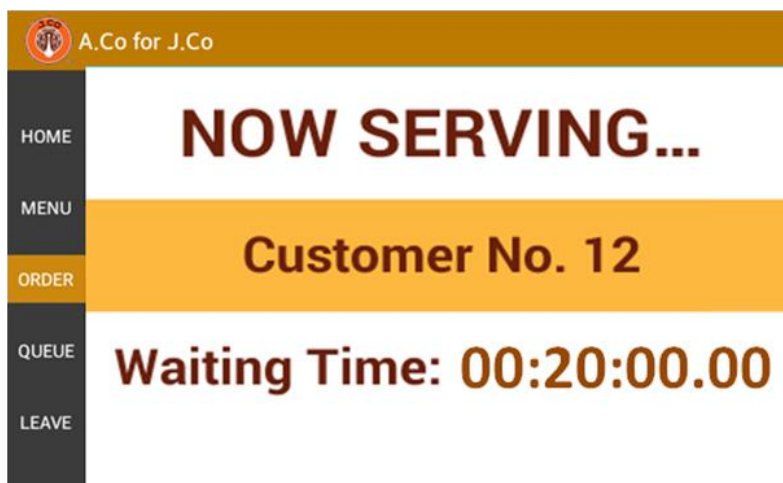 J.CO
A.Co for J.Co
HOME
MENU
ORDER
QUEUE
LEAVE
NOW SERVING...
Customer No. 12
Waiting Time: 00:20:00.00